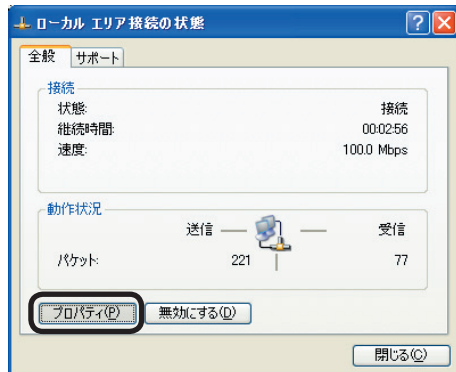 ローカル エリア接続の状態
全般 サポート
接続
状態: 接続
継続時間: 00:02:56
速度: 100.0 Mbps
動作状況
送信 受信
パケット: 221 77
プロパティ(P) 無効にする(D)
閉じる(C)